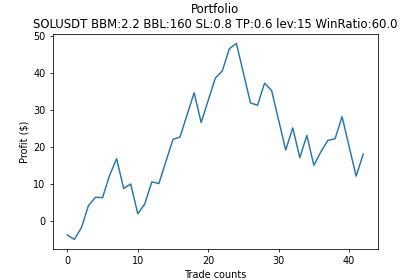 Portfolio
SOLUSDT BBM:2.2 BBL:160 SL:0.8 TP:0.6 lev:15 WinRatio:60.0
Profit ($)
50
40
30
20
10
0
0
10
20
30
40
Trade counts